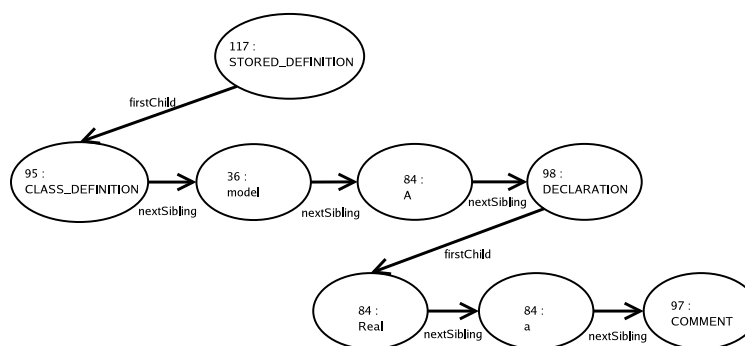 117 :
STORED_DEFINITION
firstChild
95 :
CLASS_DEFINITION
nextSibling
36 :
model
nextSibling
84 :
A
nextSibling
98 :
DECLARATION
firstChild
84 :
Real
nextSibling
84 :
a
nextSibling
97 :
COMMENT